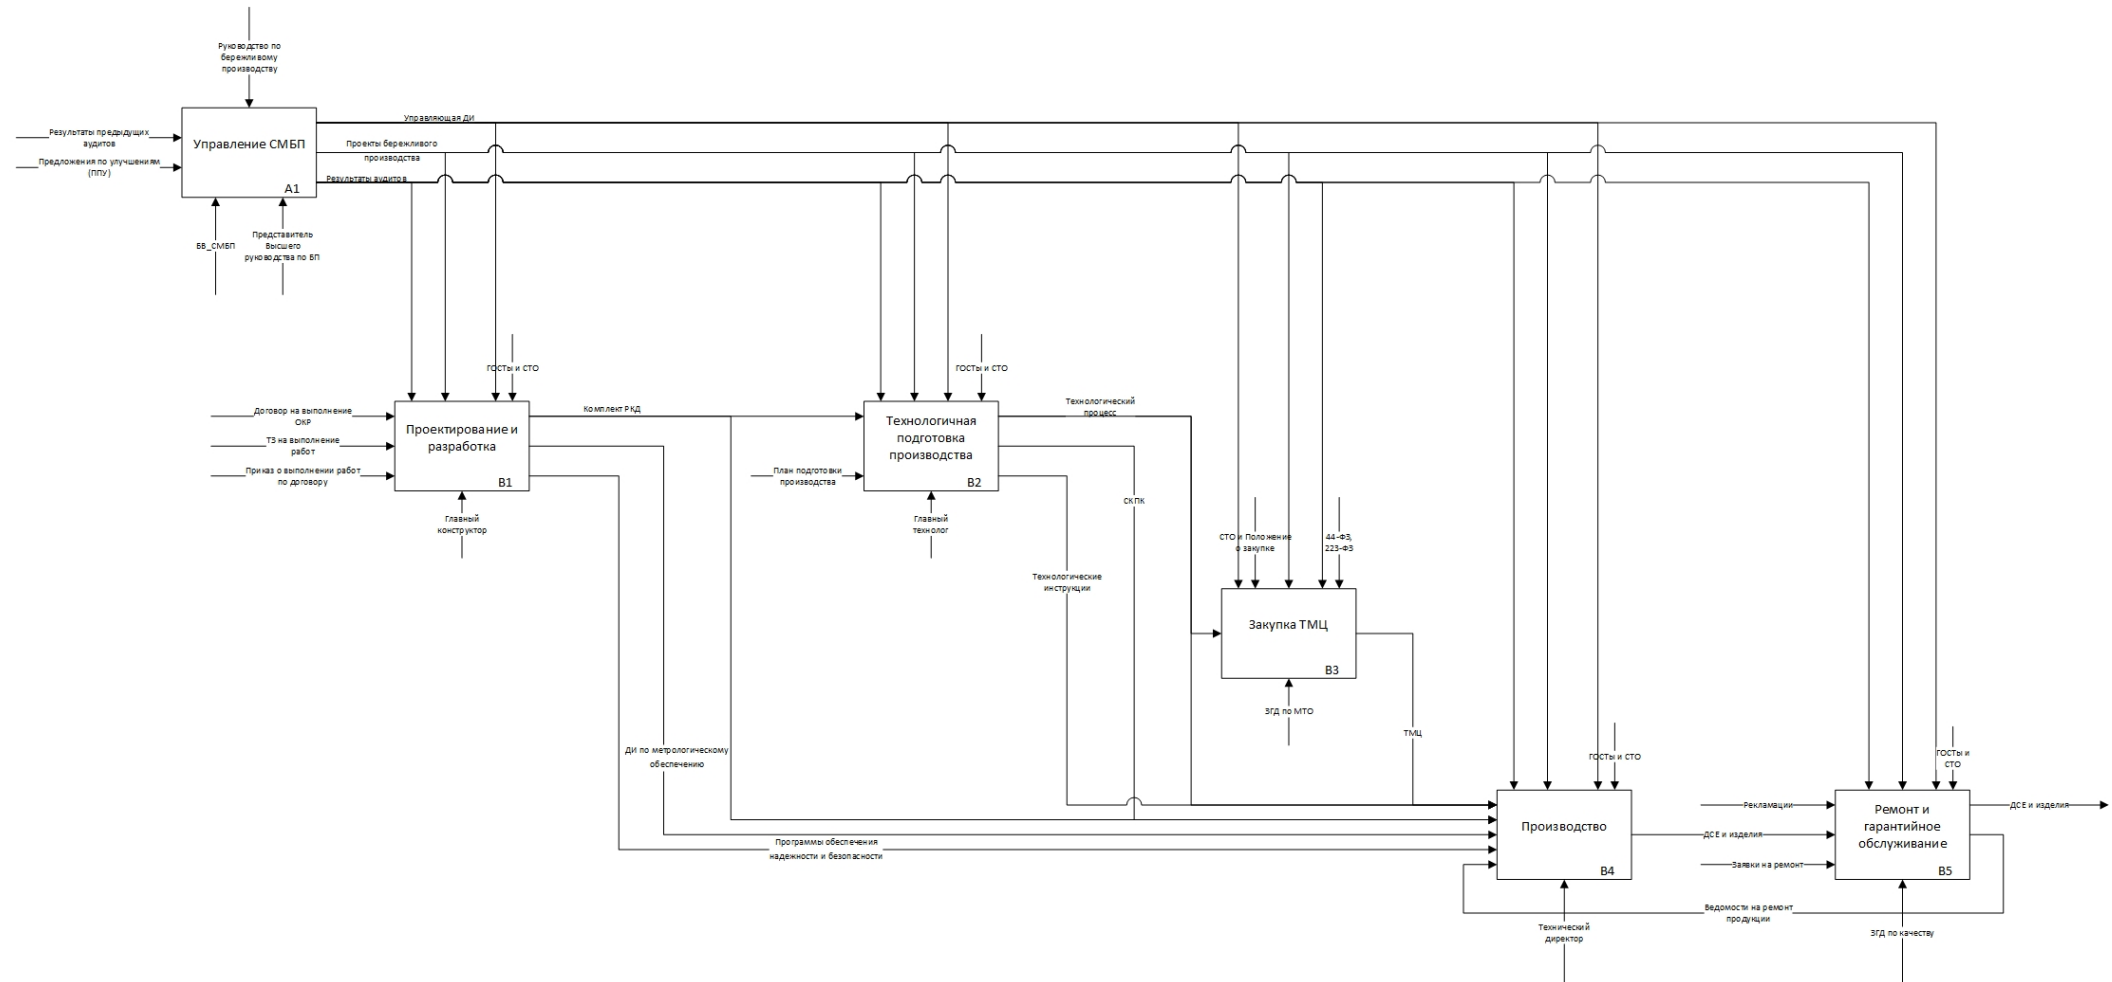 Руководство по
бережливому
производству
Управляющая ДИ
Результаты предыдущих
аудитов
Управление СМБП
Проекты бережливого
производства
Предложения по улучшениям
(ППУ)
Результаты аудитов
А1
БВ_СМБП
Представитель
Высшего
руководства по БП
ГОСТы и СТО
ГОСТы и СТО
Договор на выполнение
ОКР
ТЗ на выполнение
работ
Приказ о выполнении работ
по договору
Проектирование и
разработка
В1
Комплект РКД
Технологичная
подготовка
производства
В2
Технологический
процесс
План подготовки
производства
Главный
конструктор
Главный
технолог
СКПК
СТО и Положение
о закупке
44-ФЗ,
223-ФЗ
Технологические
инструкции
Закупка ТМЦ
В3
ЗГД по МТО
ТМЦ
ДИ по метрологическому
обеспечению
ГОСТы и СТО
ГОСТы и
СТО
Программы обеспечения
надежности и безопасности
Производство
В4
Рекламации
ДСЕ и изделия
Заявки на ремонт
Ремонт и
гарантийное
обслуживание
В5
ДСЕ и изделия
Ведомости на ремонт
продукции
Технический
директор
ЗГД по качеству